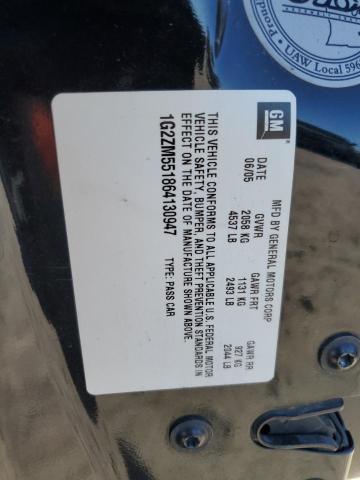 GM
MFD BY GENERAL MOTORS CORP
DATE GVWR GAWR FRT GAWR RR
06/05 2058 KG 1131 KG 927 KG
4537 LB 2493 LB 2044 LB
THIS VEHICLE CONFORMS TO ALL APPLICABLE U.S. FEDERAL MOTOR
VEHICLE SAFETY, BUMPER, AND THEFT PREVENTION STANDARDS IN
EFFECT ON THE DATE OF MANUFACTURE SHOWN ABOVE.
1G2ZM551864130947 TYPE: PASS CAR
UAW Local 596